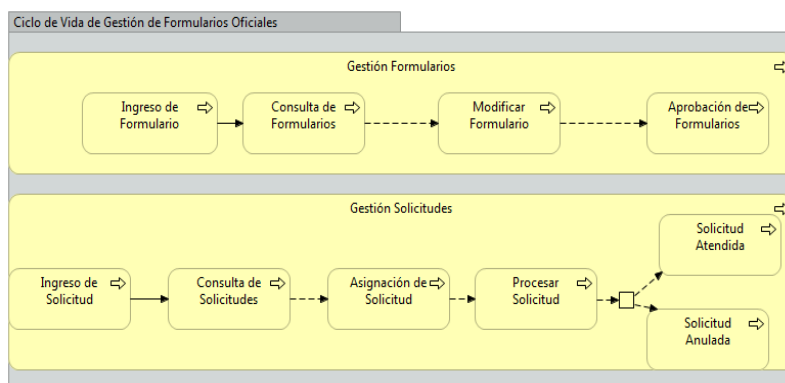 Ciclo de Vida de Gestión de Formularios Oficiales
Gestión Formularios
Ingreso de
Formulario
Consulta de
Formularios
Modificar
Formulario
Aprobación de
Formularios
Gestión Solicitudes
Ingreso de
Solicitud
Consulta de
Solicitudes
Asignación de
Solicitud
Procesar
Solicitud
Solicitud
Atendida
Solicitud
Anulada